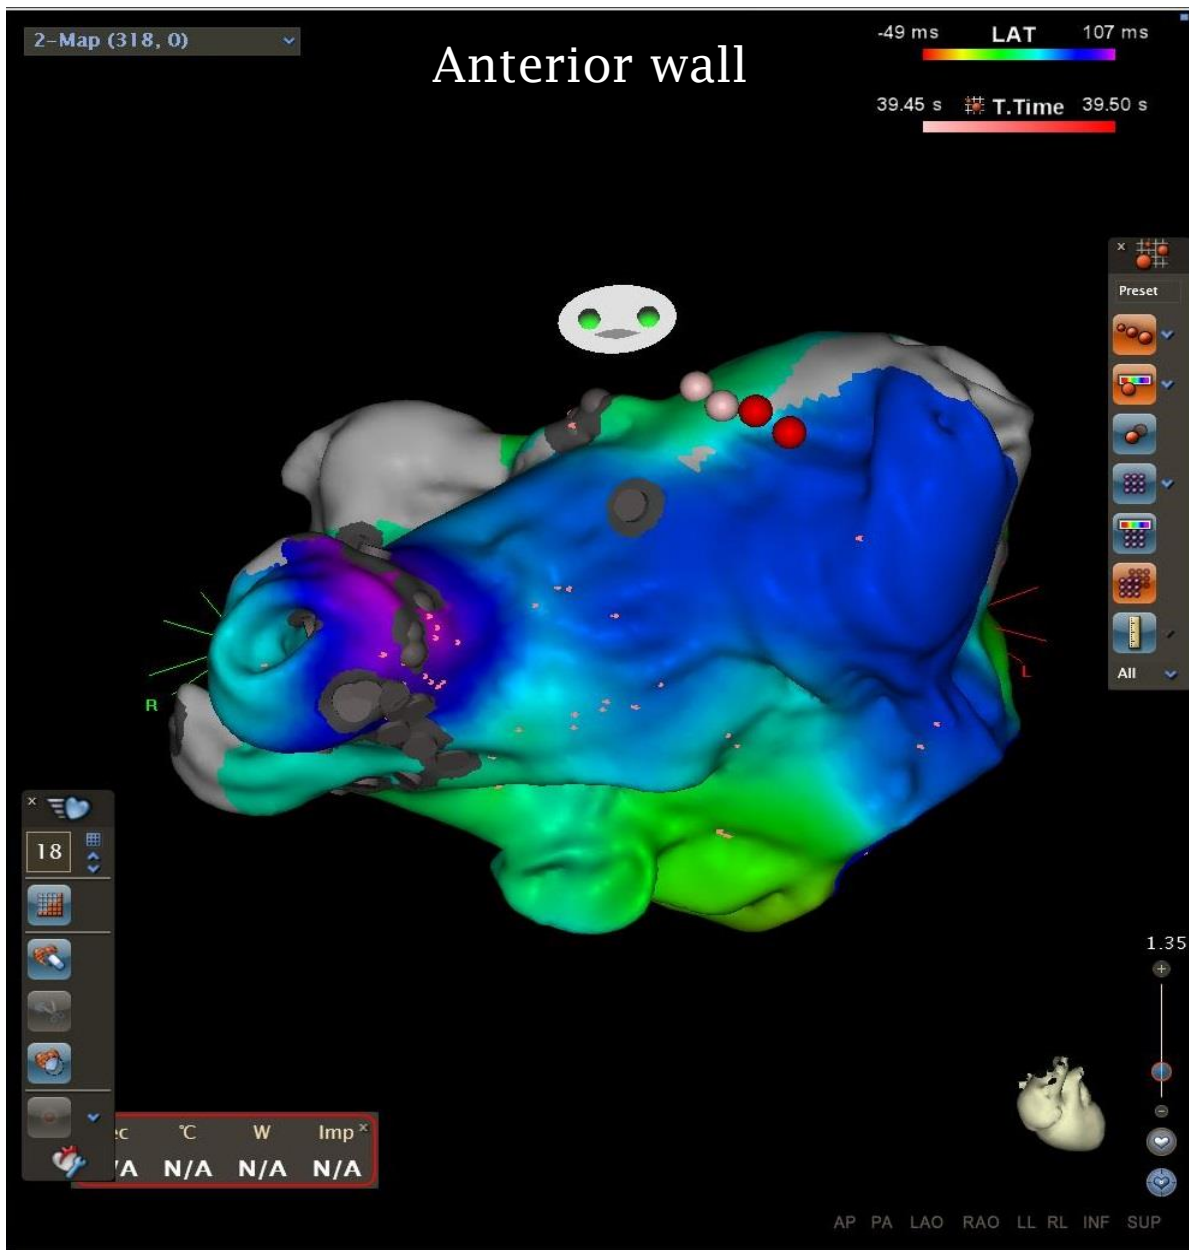 2-Map (318, 0)
Anterior wall
-49 ms LAT 107 ms
39.45 s T.Time 39.50 s
Preset
All
R
L
18
1.35
ec °C W Imp
/A N/A N/A N/A
AP PA LAO RAO LL RL INF SUP